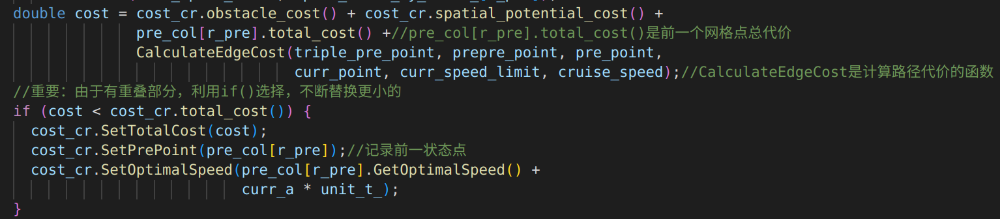 double cost = cost_cr.obstacle_cost() + cost_cr.spatial_potential_cost() +
pre_col[r_pre].total_cost() +//pre_col[r_pre].total_cost()是前一个网格点总代价
CalculateEdgeCost(triple_pre_point, prepre_point, pre_point,
curr_point, curr_speed_limit, cruise_speed);//CalculateEdgeCost是计算路径代价的函数
//重要：由于有重叠部分，利用if()选择，不断替换更小的
if (cost < cost_cr.total_cost()) {
cost_cr.SetTotalCost(cost);
cost_cr.SetPrePoint(pre_col[r_pre]);//记录前一状态点
cost_cr.SetOptimalSpeed(pre_col[r_pre].GetOptimalSpeed() +
curr_a * unit_t_);
}